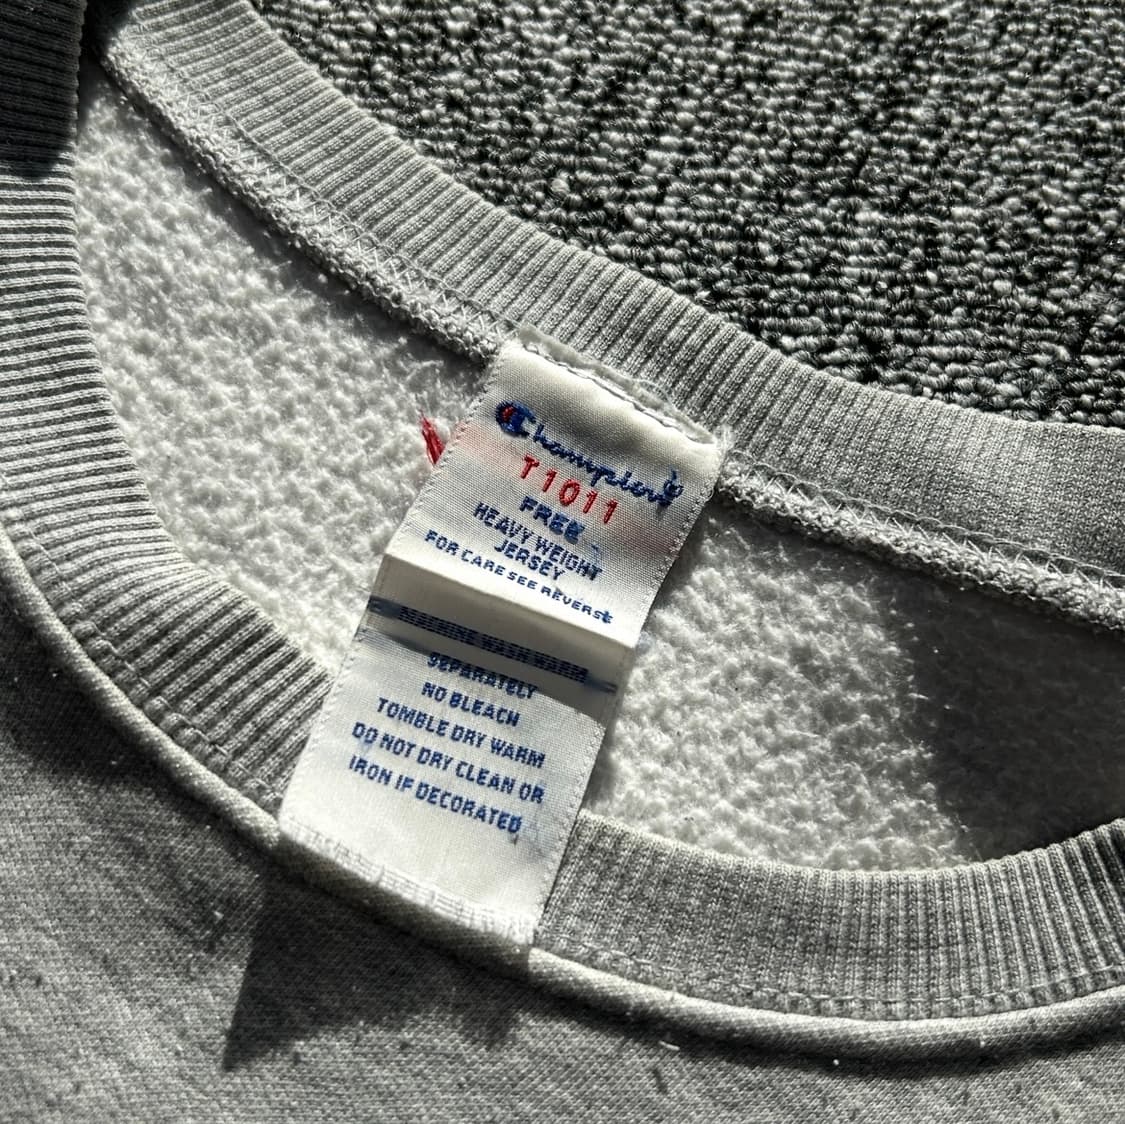 Champion
T1011
FREE
HEAVY WEIGHT
JERSEY
FOR CARE SEE REVERSE
MACHINE WASH WARM
SEPARATELY
NO BLEACH
TOMBLE DRY WARM
DO NOT DRY CLEAN OR
IRON IF DECORATED